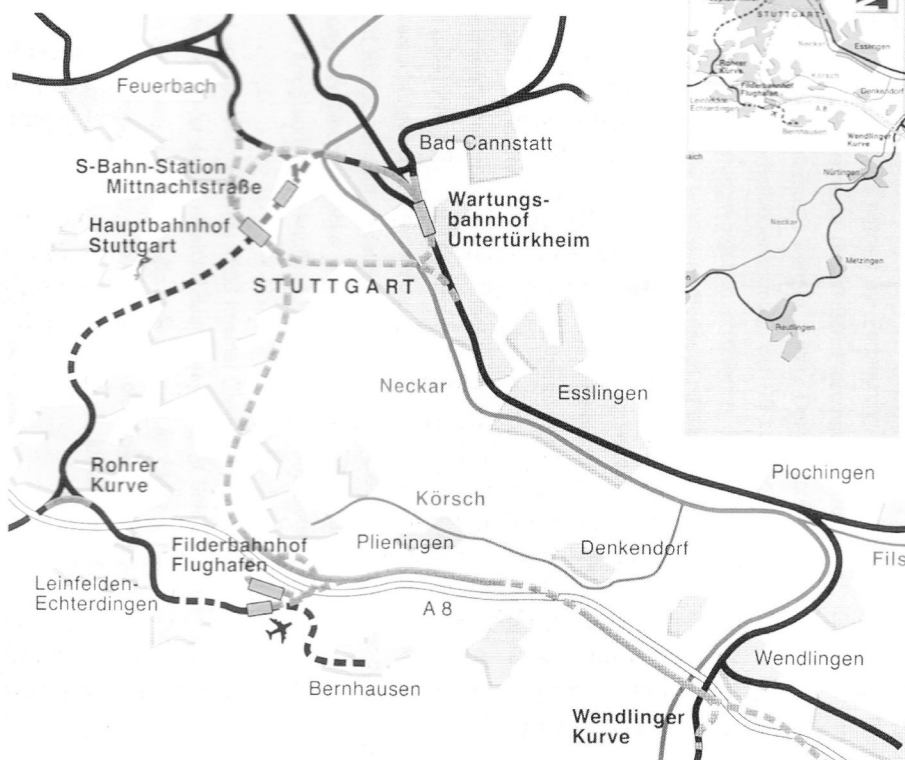 Feuerbach
Bad Cannstatt
S-Bahn-Station
Mittnachtstraße
Hauptbahnhof
Stuttgart
Wartungs-
bahnhof
Untertürkheim
STUTTGART
Neckar
Esslingen
Rohrer
Kurve
Körsch
Plochingen
Filderbahnhof
Flughafen
Plieningen
Denkendorf
Fils
Leinfelden-
Echterdingen
A 8
Bernhausen
Wendlingen
Wendlinger
Kurve
STUTTGART
Neckar
Esslingen
Rohrer
Kurve
Filderbahnhof
Flughafen
Körsch
Denkendorf
Leinfelden
Echterdingen
A 8
Bernhausen
Wendlinger
Kurve
Nürtingen
Neckar
Metzingen
Reutlingen